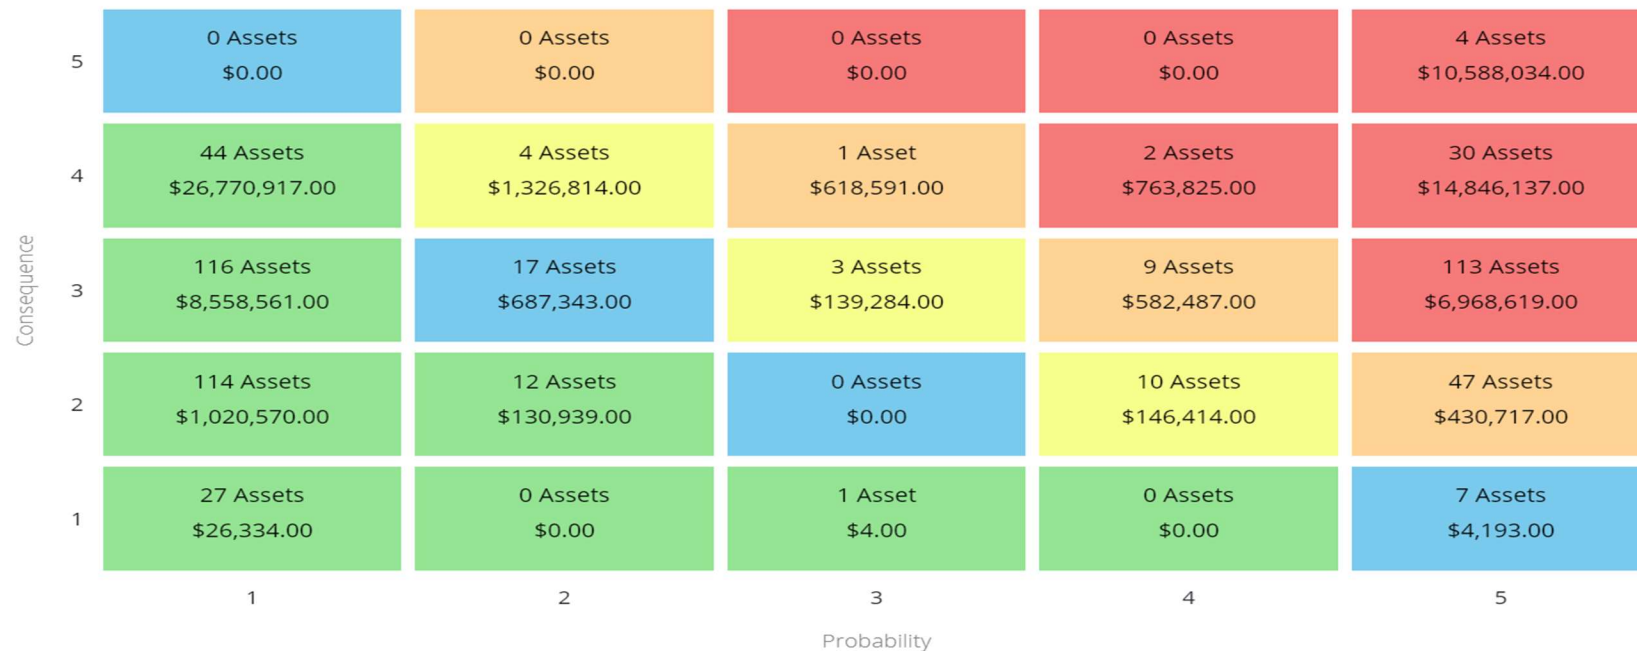 0 Assets
$0.00
0 Assets
$0.00
0 Assets
$0.00
0 Assets
$0.00
4 Assets
$10,588,034.00
5
44 Assets
$26,770,917.00
4 Assets
$1,326,814.00
1 Asset
$618,591.00
2 Assets
$763,825.00
30 Assets
$14,846,137.00
4
Consequence
116 Assets
$8,558,561.00
17 Assets
$687,343.00
3 Assets
$139,284.00
9 Assets
$582,487.00
113 Assets
$6,968,619.00
3
114 Assets
$1,020,570.00
12 Assets
$130,939.00
0 Assets
$0.00
10 Assets
$146,414.00
47 Assets
$430,717.00
2
27 Assets
$26,334.00
0 Assets
$0.00
1 Asset
$4.00
0 Assets
$0.00
7 Assets
$4,193.00
1
1
2
3
4
5
Probability